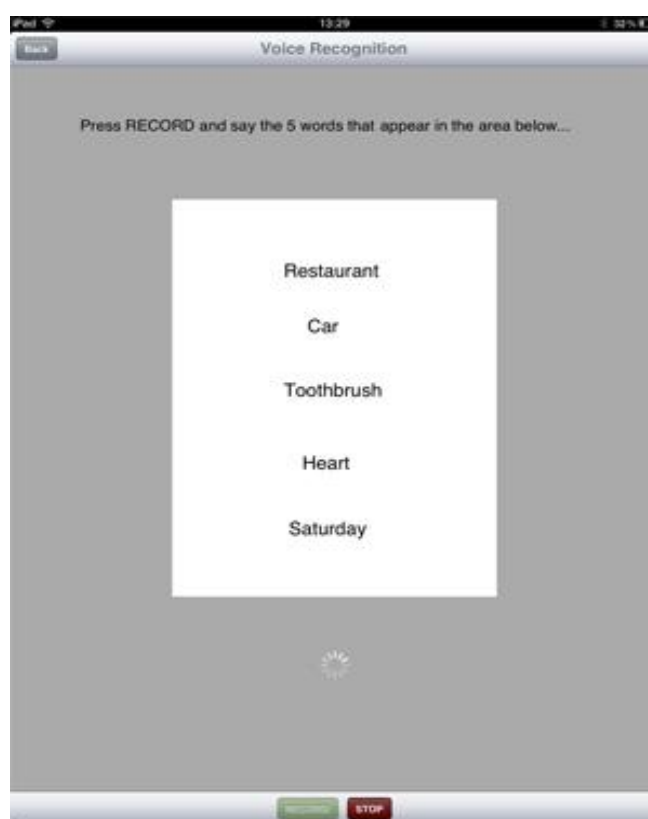 iPad 13:29
Back Voice Recognition
Press RECORD and say the 5 words that appear in the area below...
Restaurant
Car
Toothbrush
Heart
Saturday
RECORD STOP